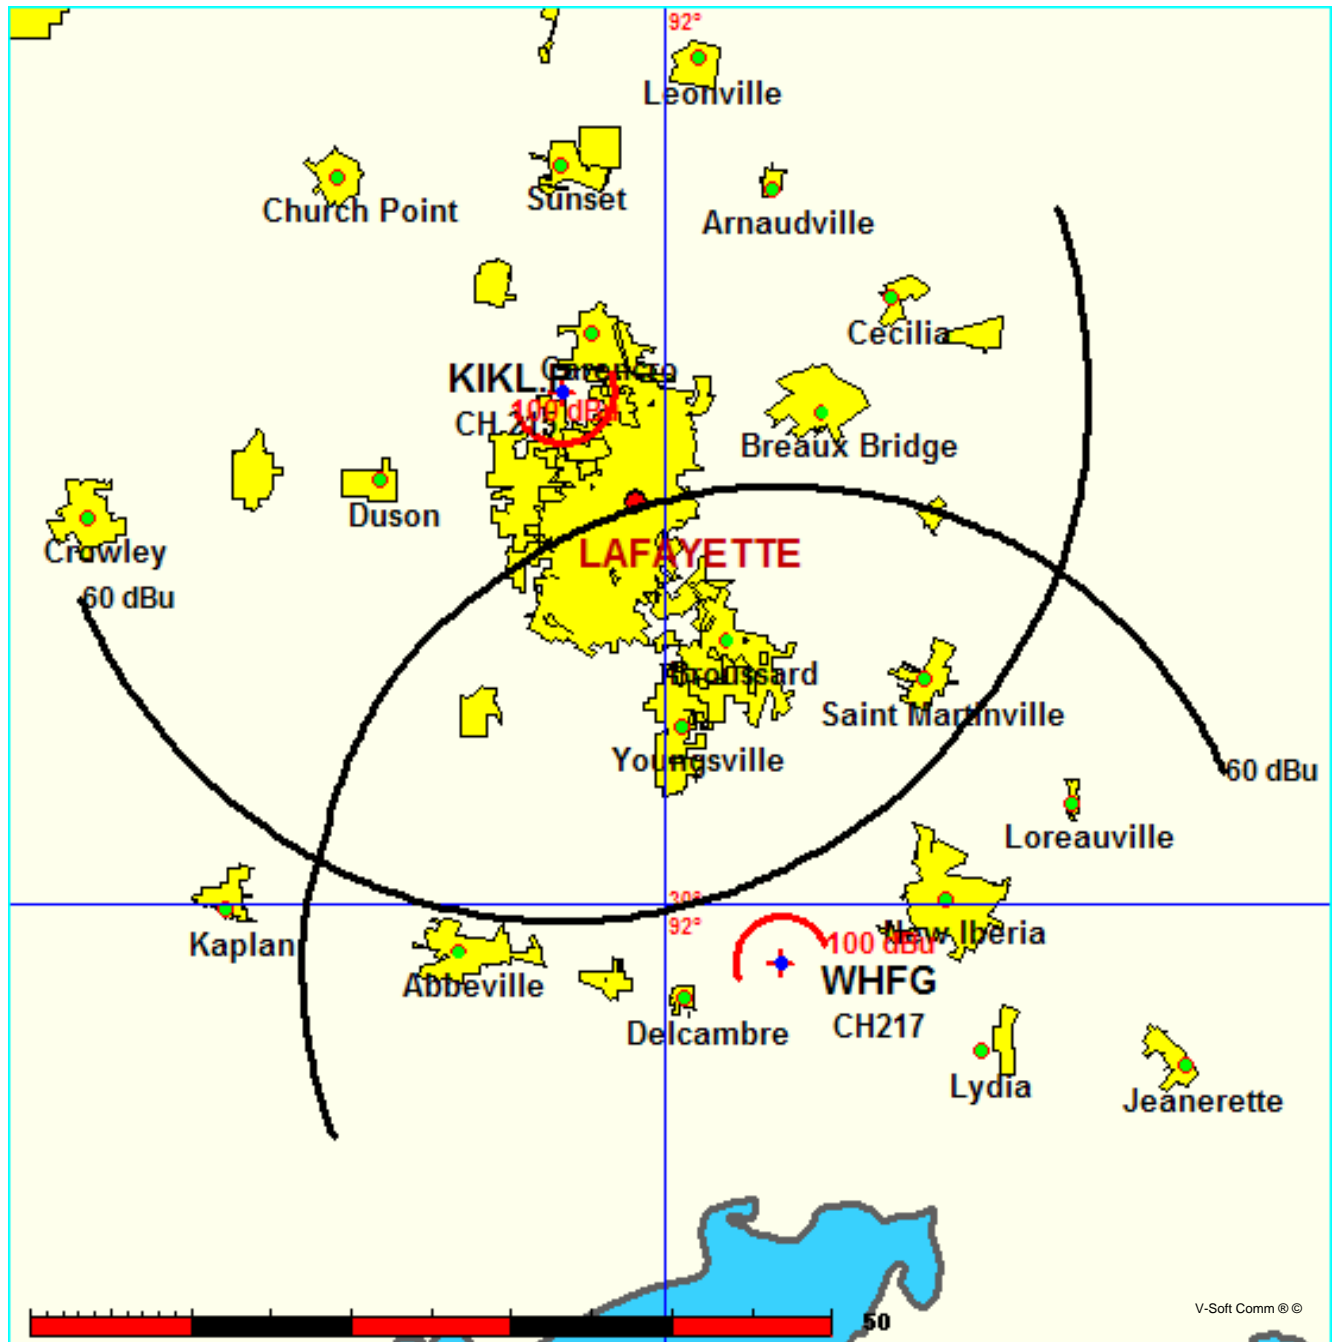 92°
Leonville
Church Point
Sunset
Arnaudville
Cecilia
Carencro
KIKL.
100 dBu
CH 213
Breaux Bridge
Duson
Crowley
LAFAYETTE
60 dBu
Broussard
Saint Martinville
Youngsville
60 dBu
Loreauville
30°
92°
New Iberia
100 dBu
Kaplan
Abbeville
WHFG
CH217
Delcambre
Lydia
Jeanerette
50
V-Soft Comm ® ©